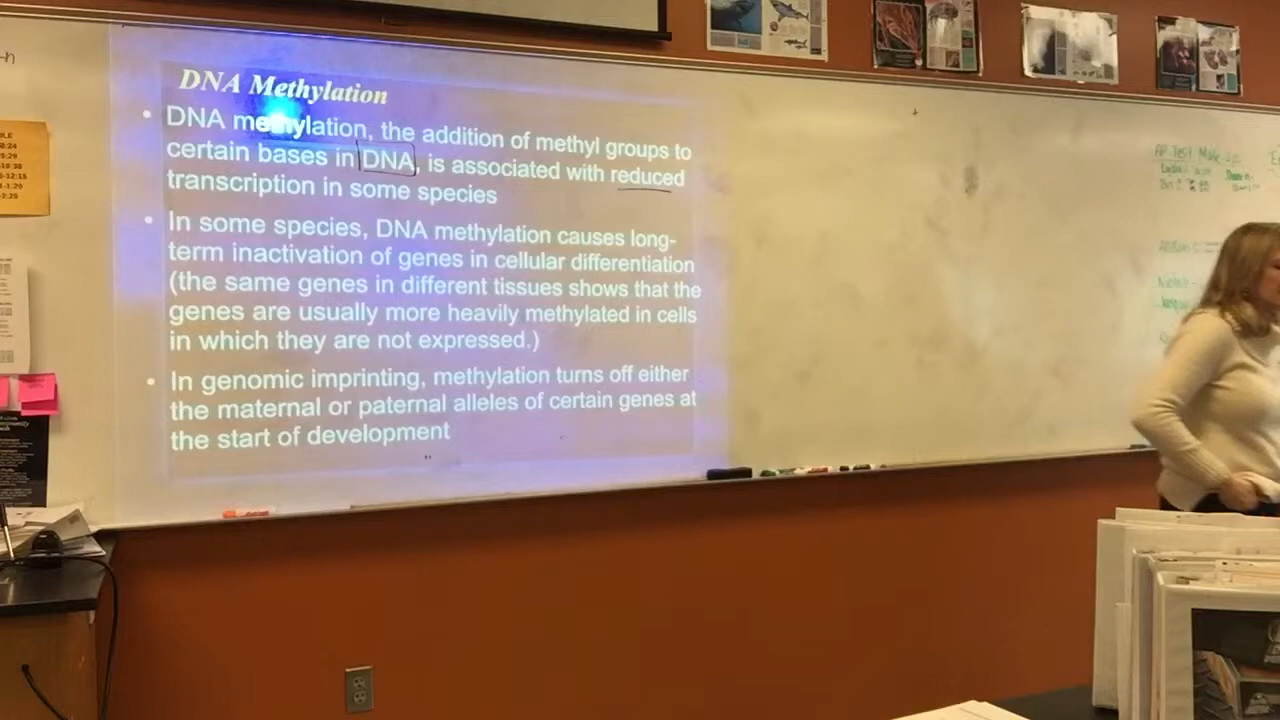 DNA Methylation
• DNA methylation, the addition of methyl groups to
certain bases in DNA, is associated with reduced
transcription in some species
• In some species, DNA methylation causes long-
term inactivation of genes in cellular differentiation
(the same genes in different tissues shows that the
genes are usually more heavily methylated in cells
in which they are not expressed.)
• In genomic imprinting, methylation turns off either
the maternal or paternal alleles of certain genes at
the start of development
AP Test Make